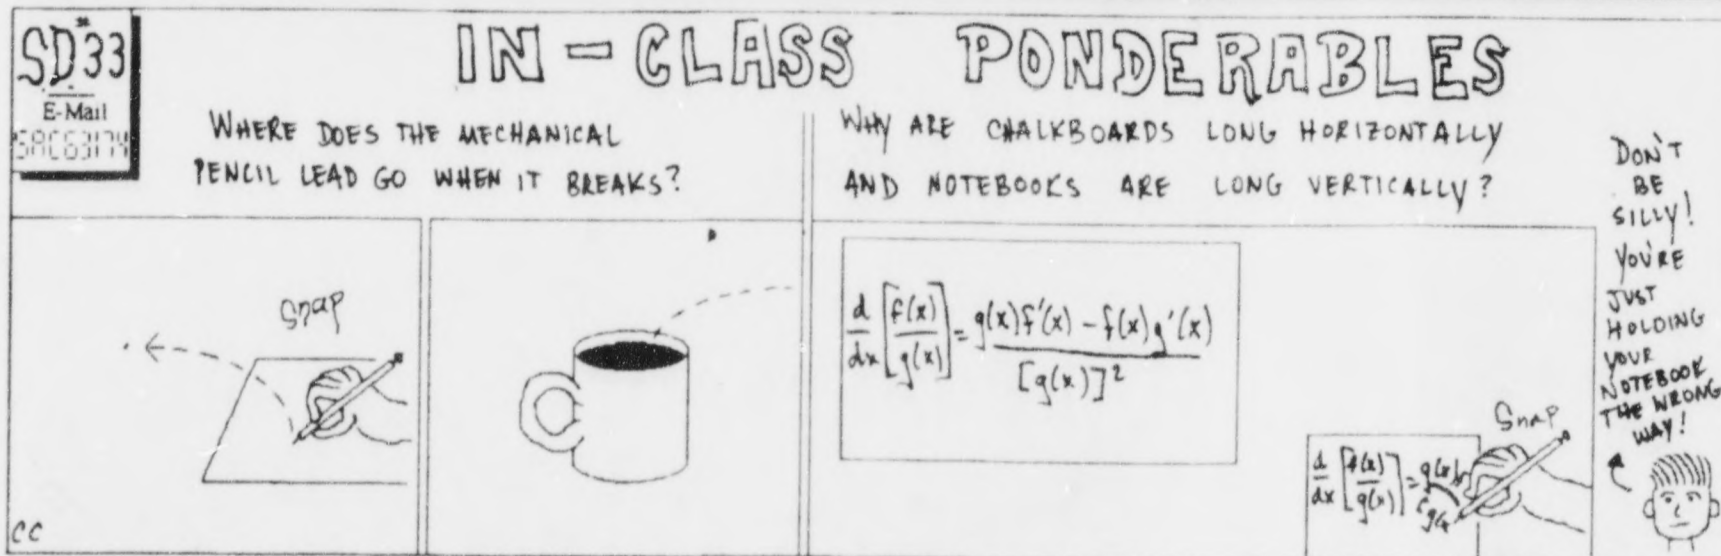 SD33
E-Mail
SAC63174
IN-CLASS PONDERABLES
WHERE DOES THE MECHANICAL
PENCIL LEAD GO WHEN IT BREAKS?
Snap
CC
WHY ARE CHALKBOARDS LONG HORIZONTALLY
AND NOTEBOOKS ARE LONG VERTICALLY?
d/dx [f(x)/g(x)] = g(x)f'(x) - f(x)g'(x) / [g(x)]2
d/dx [f(x)/g(x)] = g(x)
Snap
DON'T
BE
SILLY!
YOU'RE
JUST
HOLDING
YOUR
NOTEBOOK
THE WRONG
WAY!